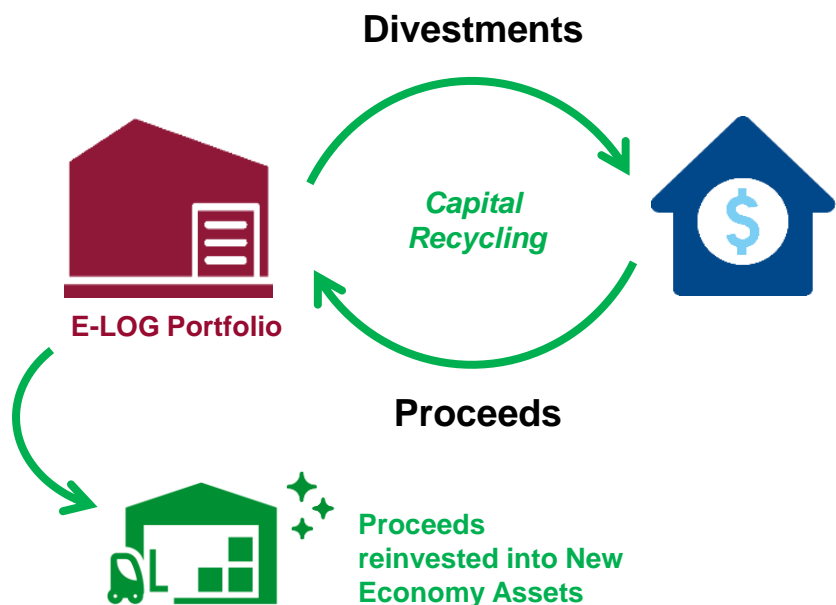 Divestments
Capital
Recycling
$
E-LOG Portfolio
Proceeds
Proceeds
reinvested into New
Economy Assets